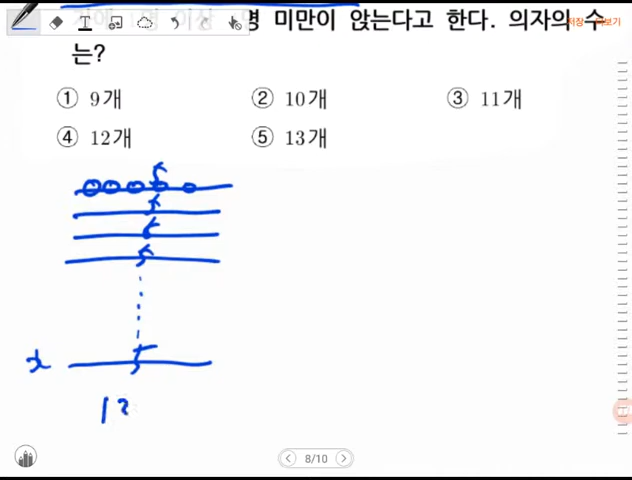 명 미만이 앉는다고 한다. 의자의 수
는?
① 9개 ② 10개 ③ 11개
④ 12개 ⑤ 13개
5
5
5
5
x 5
12
8/10